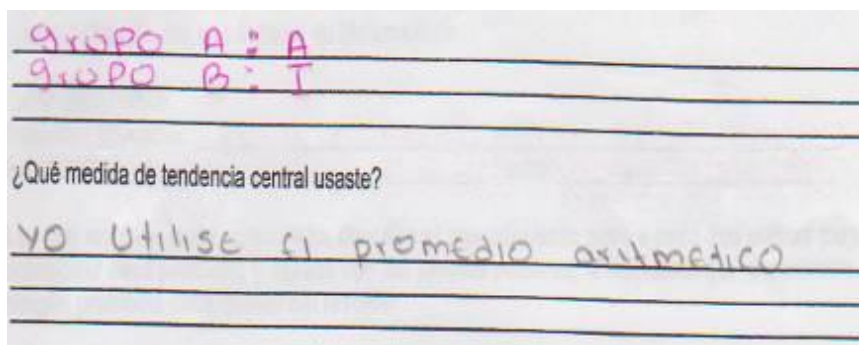 grupo A: A
grupo B: I
¿Qué medida de tendencia central usaste?
yo Utilise el promedio aritmetico